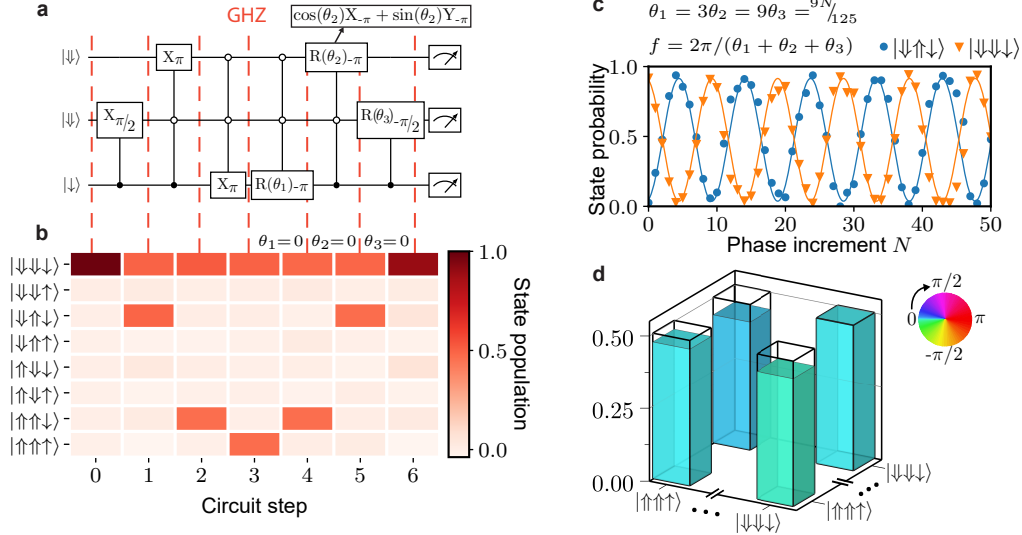 a
GHZ
cos(θ₂)X₋π + sin(θ₂)Y₋π
|⇓⟩
Xπ
R(θ₂)₋π
|⇓⟩
Xπ/2
R(θ₃)₋π/2
|↓⟩
Xπ
R(θ₁)₋π
b
θ₁=0 θ₂=0 θ₃=0
|⇓⇓↓⟩
|⇓⇓↑⟩
|⇓⇑↓⟩
|⇓⇑↑⟩
|⇑⇓↓⟩
|⇑⇓↑⟩
|⇑⇑↓⟩
|⇑⇑↑⟩
0 1 2 3 4 5 6
Circuit step
1.0
0.5
0.0
State population
c
θ₁ = 3θ₂ = 9θ₃ = 9N/125
f = 2π/(θ₁ + θ₂ + θ₃)
|⇓⇑↓⟩
|⇓⇓↓⟩
1.0
0.5
0.0
State probability
0 10 20 30 40 50
Phase increment N
d
0.50
0.25
0.00
|⇑⇑↑⟩
|⇓⇓↓⟩
|⇑⇑↑⟩
|⇓⇓↓⟩
π/2
0
π
-π/2